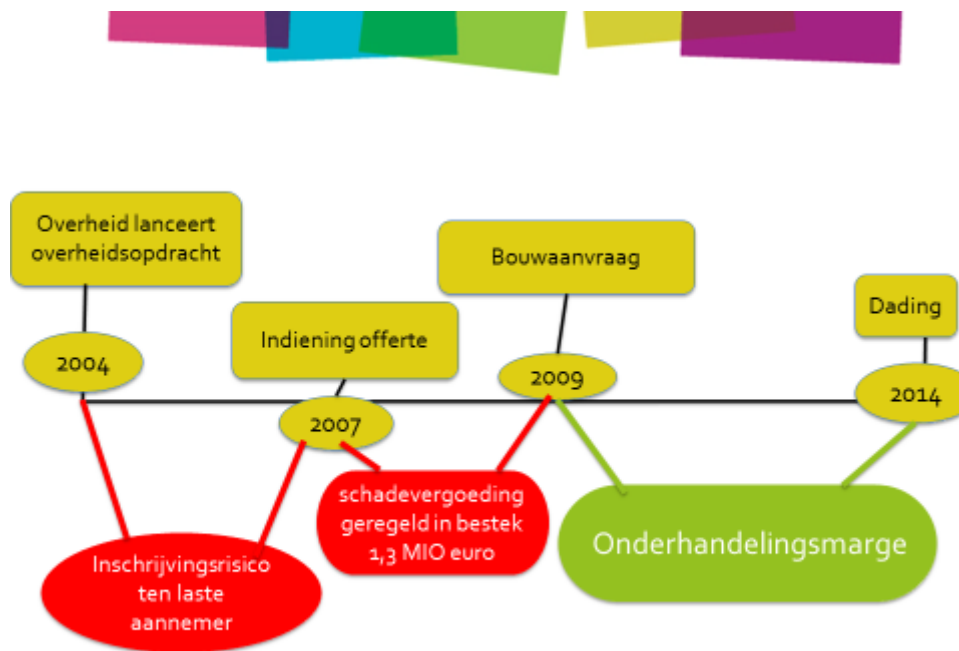 Overheid lanceert
overheidsopdracht
Bouwaanvraag
Dading
Indiening offerte
2004
2009
2014
2007
schadevergoeding
geregeld in bestek
1,3 MIO euro
Onderhandelingsmarge
Inschrijvingsrisico
ten laste
aannemer